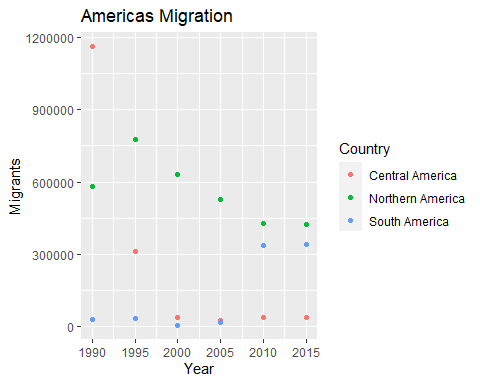 Americas Migration
1200000
900000
600000
300000
0
Migrants
1990 1995 2000 2005 2010 2015
Year
Country
Central America
Northern America
South America